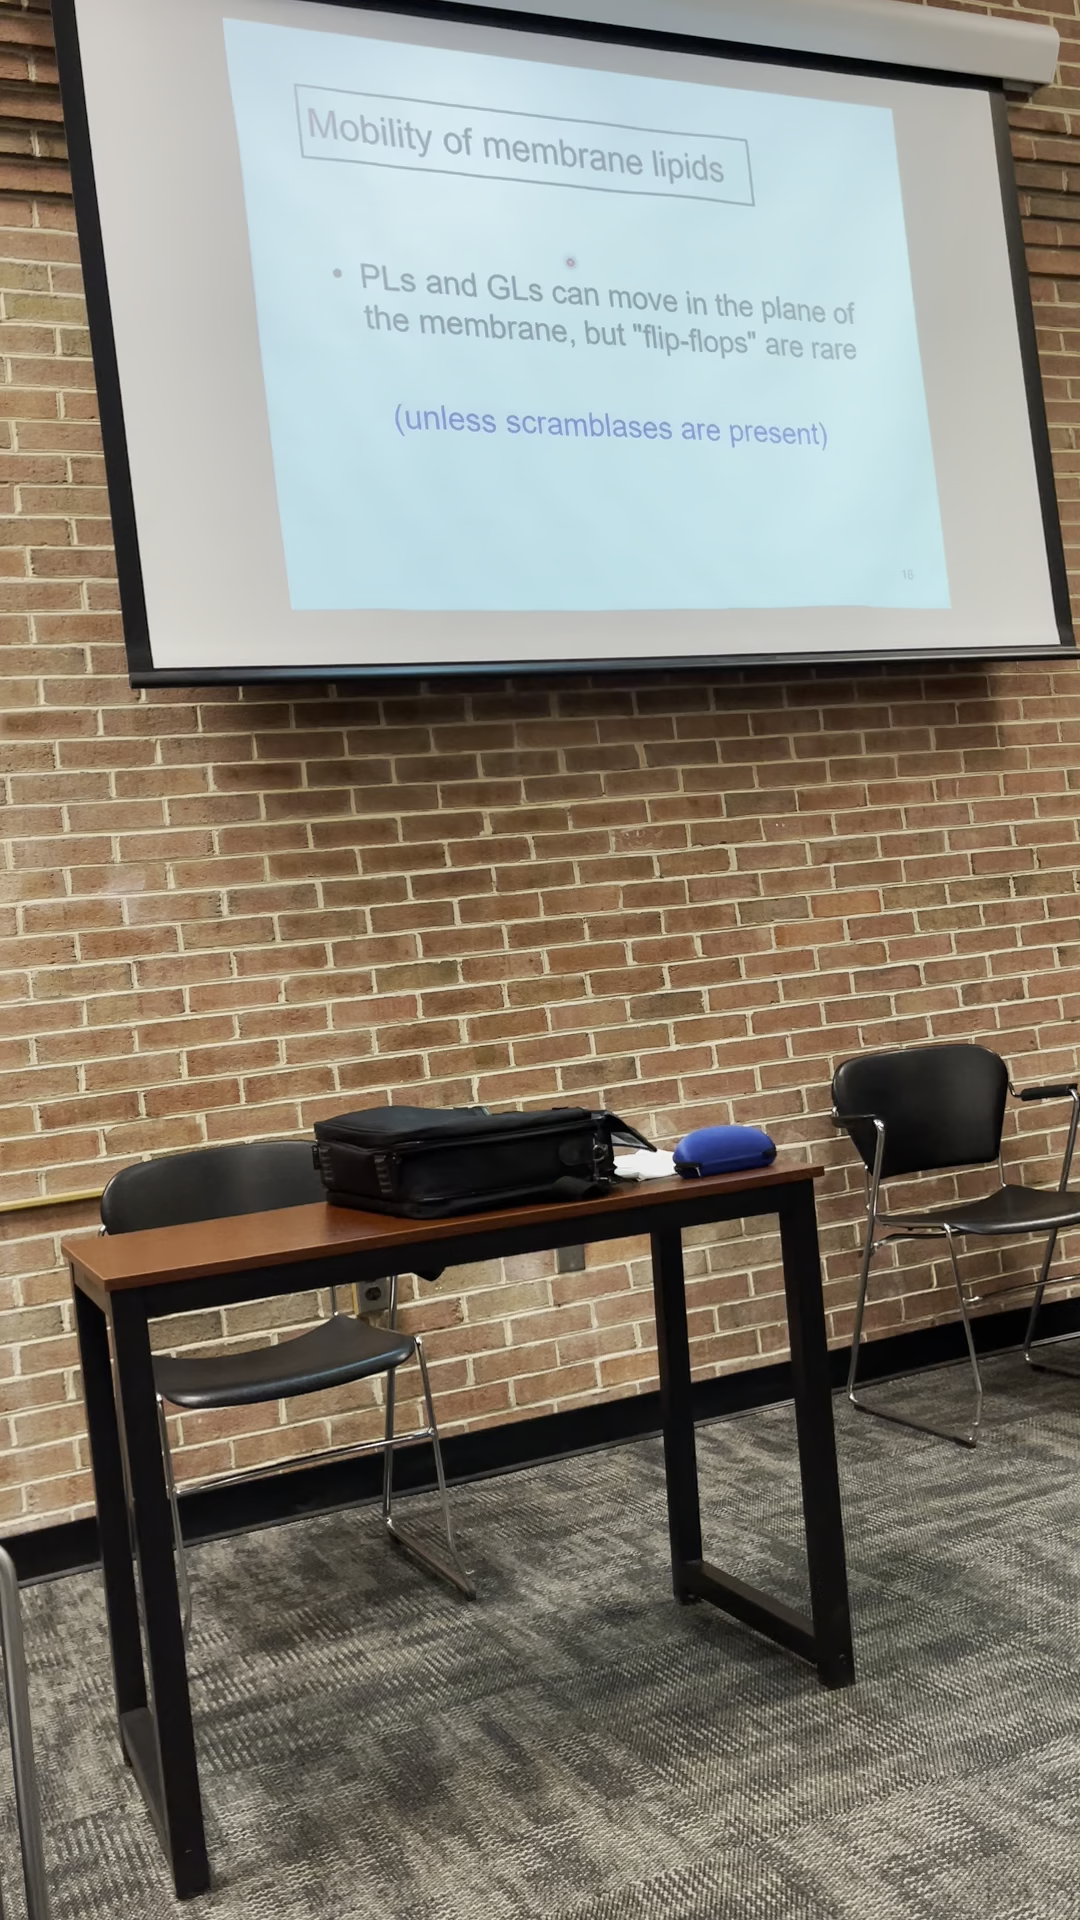 Mobility of membrane lipids
• PLs and GLs can move in the plane of
the membrane, but "flip-flops" are rare
(unless scramblases are present)